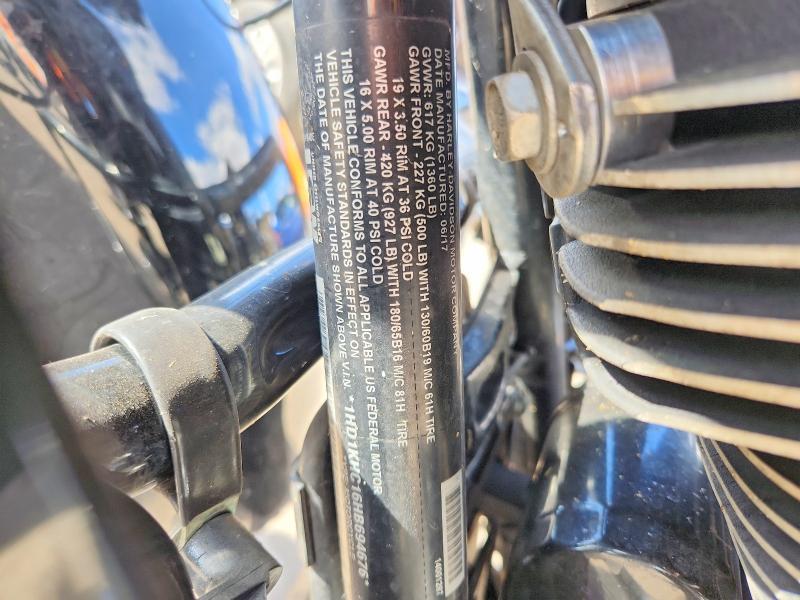 MFD. BY HARLEY-DAVIDSON MOTOR COMPANY
DATE MANUFACTURED: 06/17
GVWR: 617 KG (1360 LB)
GAWR FRONT - 227 KG (500 LB) WITH 130/60B19 M/C 61H TIRE
19 X 3.50 RIM AT 36 PSI COLD
GAWR REAR - 420 KG (927 LB) WITH 180/65B16 M/C 81H TIRE
16 X 5.00 RIM AT 40 PSI COLD
THIS VEHICLE CONFORMS TO ALL APPLICABLE US FEDERAL MOTOR
VEHICLE SAFETY STANDARDS IN EFFECT ON
THE DATE OF MANUFACTURE SHOWN ABOVE V.I.N.